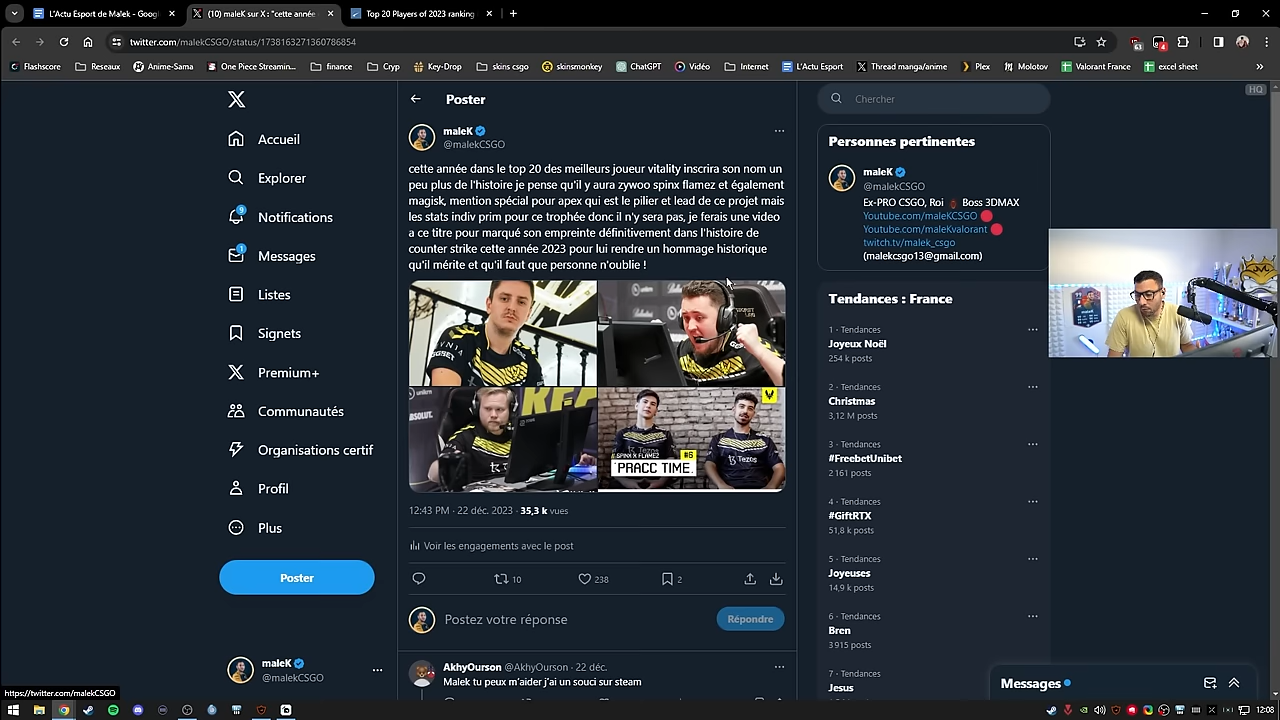 L'Actu Esport de Malek - Goog
(10) maleK sur X : "cette année
Top 20 Players of 2023 ranking
twitter.com/malekCSGO/status/1738163271360786854
Flashscore
Reseaux
Anime-Sama
One Piece Streamin...
finance
Cryp
Key-Drop
skins csgo
skinsmonkey
ChatGPT
Vidéo
Internet
L'Actu Esport
Thread manga/anime
Plex
Molotov
Valorant France
excel sheet
HQ
Poster
Chercher
Accueil
Explorer
9
Notifications
1
Messages
Listes
Signets
Premium+
Communautés
Organisations certif
Profil
Plus
Poster
maleK
@malekCSGO
maleK
@malekCSGO
cette année dans le top 20 des meilleurs joueur vitality inscrira son nom un
peu plus de l'histoire je pense qu'il y aura zywoo spinx flamez et également
magisk, mention spécial pour apex qui est le pilier et lead de ce projet mais
les stats indiv prim pour ce trophée donc il n'y sera pas, je ferais une video
a ce titre pour marqué son empreinte définitivement dans l'histoire de
counter strike cette année 2023 pour lui rendre un hommage historique
qu'il mérite et qu'il faut que personne n'oublie !
unikrn
ABSOLUT.
Tezos
Tezos
// SPINX X FLAMEZ
#6
PRACC TIME.
12:43 PM · 22 déc. 2023 · 35,3 k vues
Voir les engagements avec le post
10
238
2
Postez votre réponse
Répondre
AkhyOurson @AkhyOurson · 22 déc.
Malek tu peux m'aider j'ai un souci sur steam
Personnes pertinentes
maleK
@malekCSGO
Ex-PRO CSGO, Roi Boss 3DMAX
Youtube.com/maleKCSGO
Youtube.com/maleKvalorant
twitch.tv/malek_csgo
(malekcsgo13@gmail.com)
Tendances : France
1 · Tendances
Joyeux Noël
254 k posts
2 · Tendances
Christmas
3,12 M posts
3 · Tendances
#FreebetUnibet
2 161 posts
4 · Tendances
#GiftRTX
51,8 k posts
5 · Tendances
Joyeuses
14,9 k posts
6 · Tendances
Bren
3 915 posts
7 · Tendances
Jesus
Messages
https://twitter.com/malekCSGO
12:08